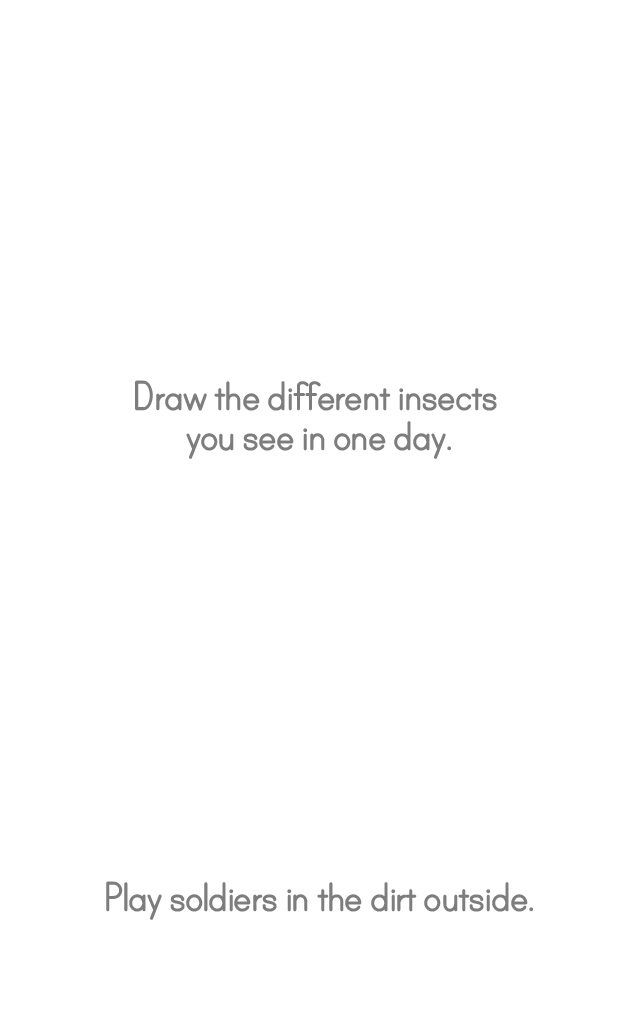 Draw the different insects
you see in one day.
Play soldiers in the dirt outside.